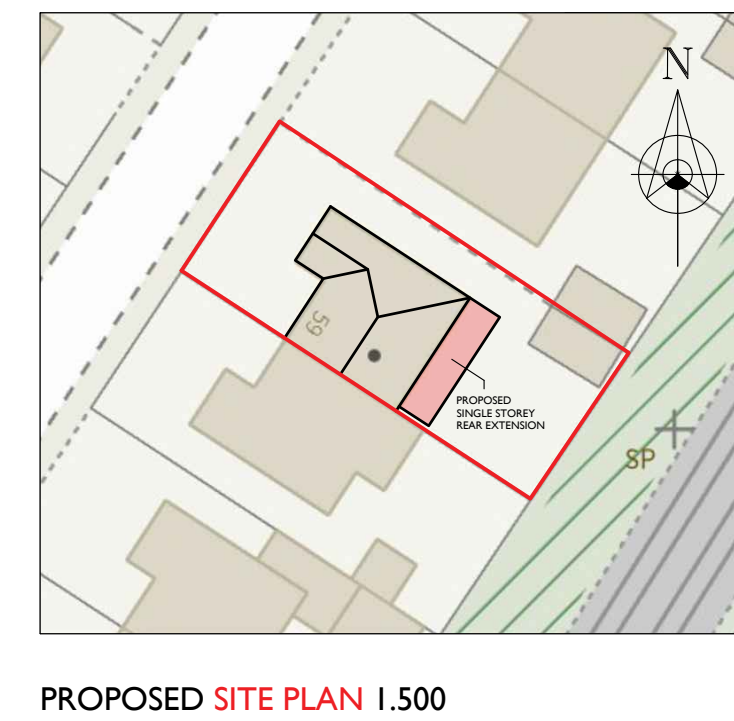 N
59
PROPOSED
SINGLE STOREY
REAR EXTENSION
SP
PROPOSED SITE PLAN 1.500